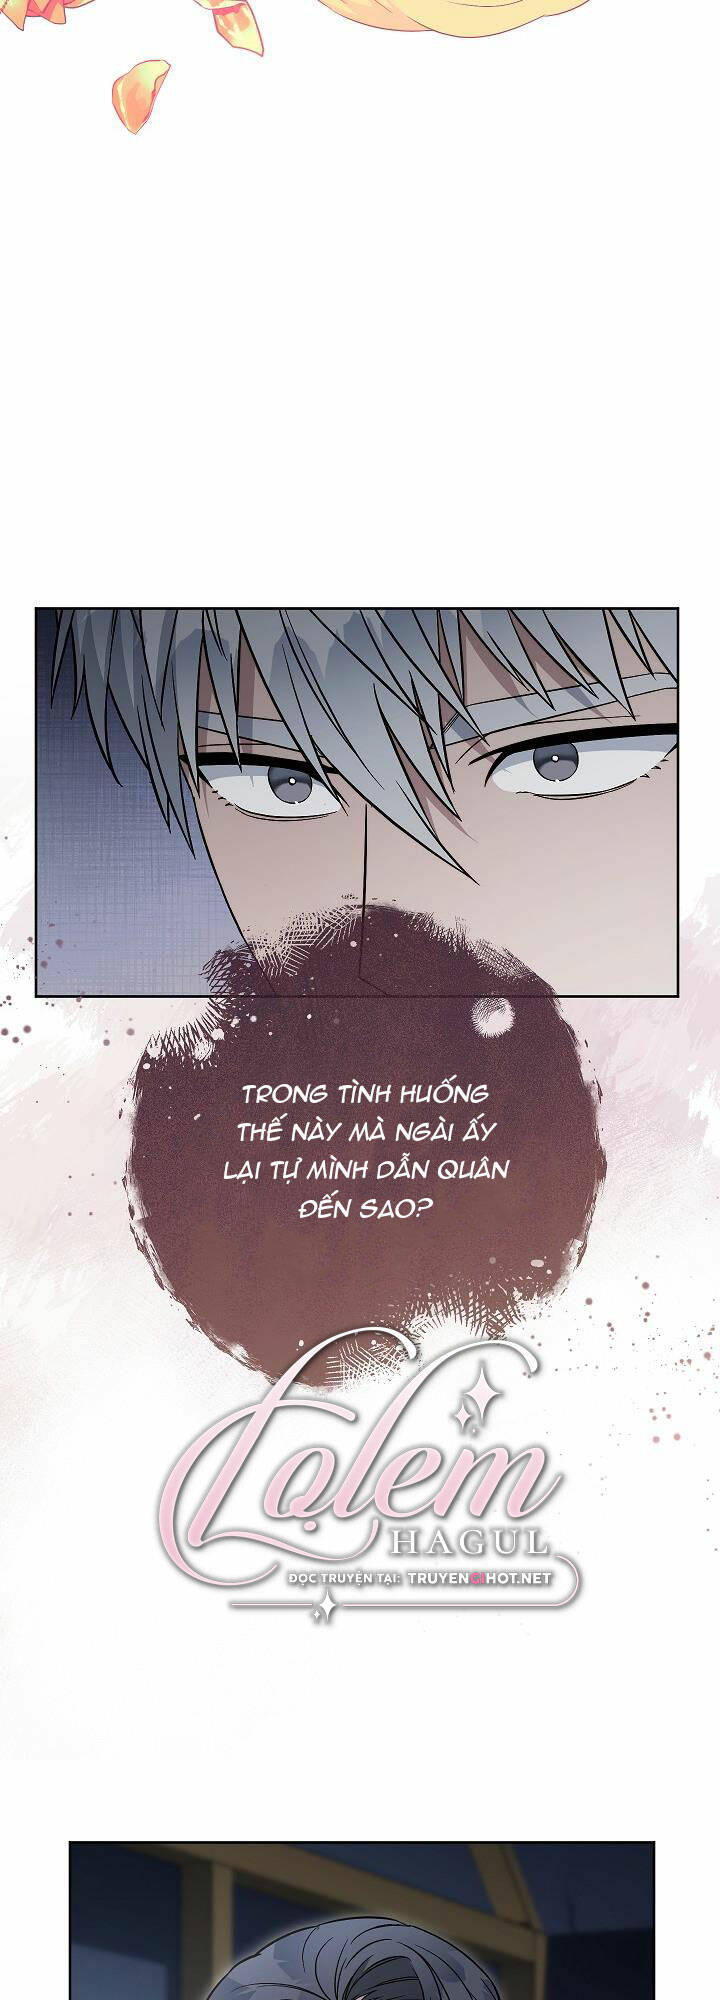 TRONG TÌNH HUỐNG
THẾ NÀY MÀ NGÀI ẤY
LẠI TỰ MÌNH DẪN QUÂN
ĐẾN SAO?
Lọlem
HAGUL
ĐỌC TRUYỆN TẠI: TRUYENGIHOT.NET